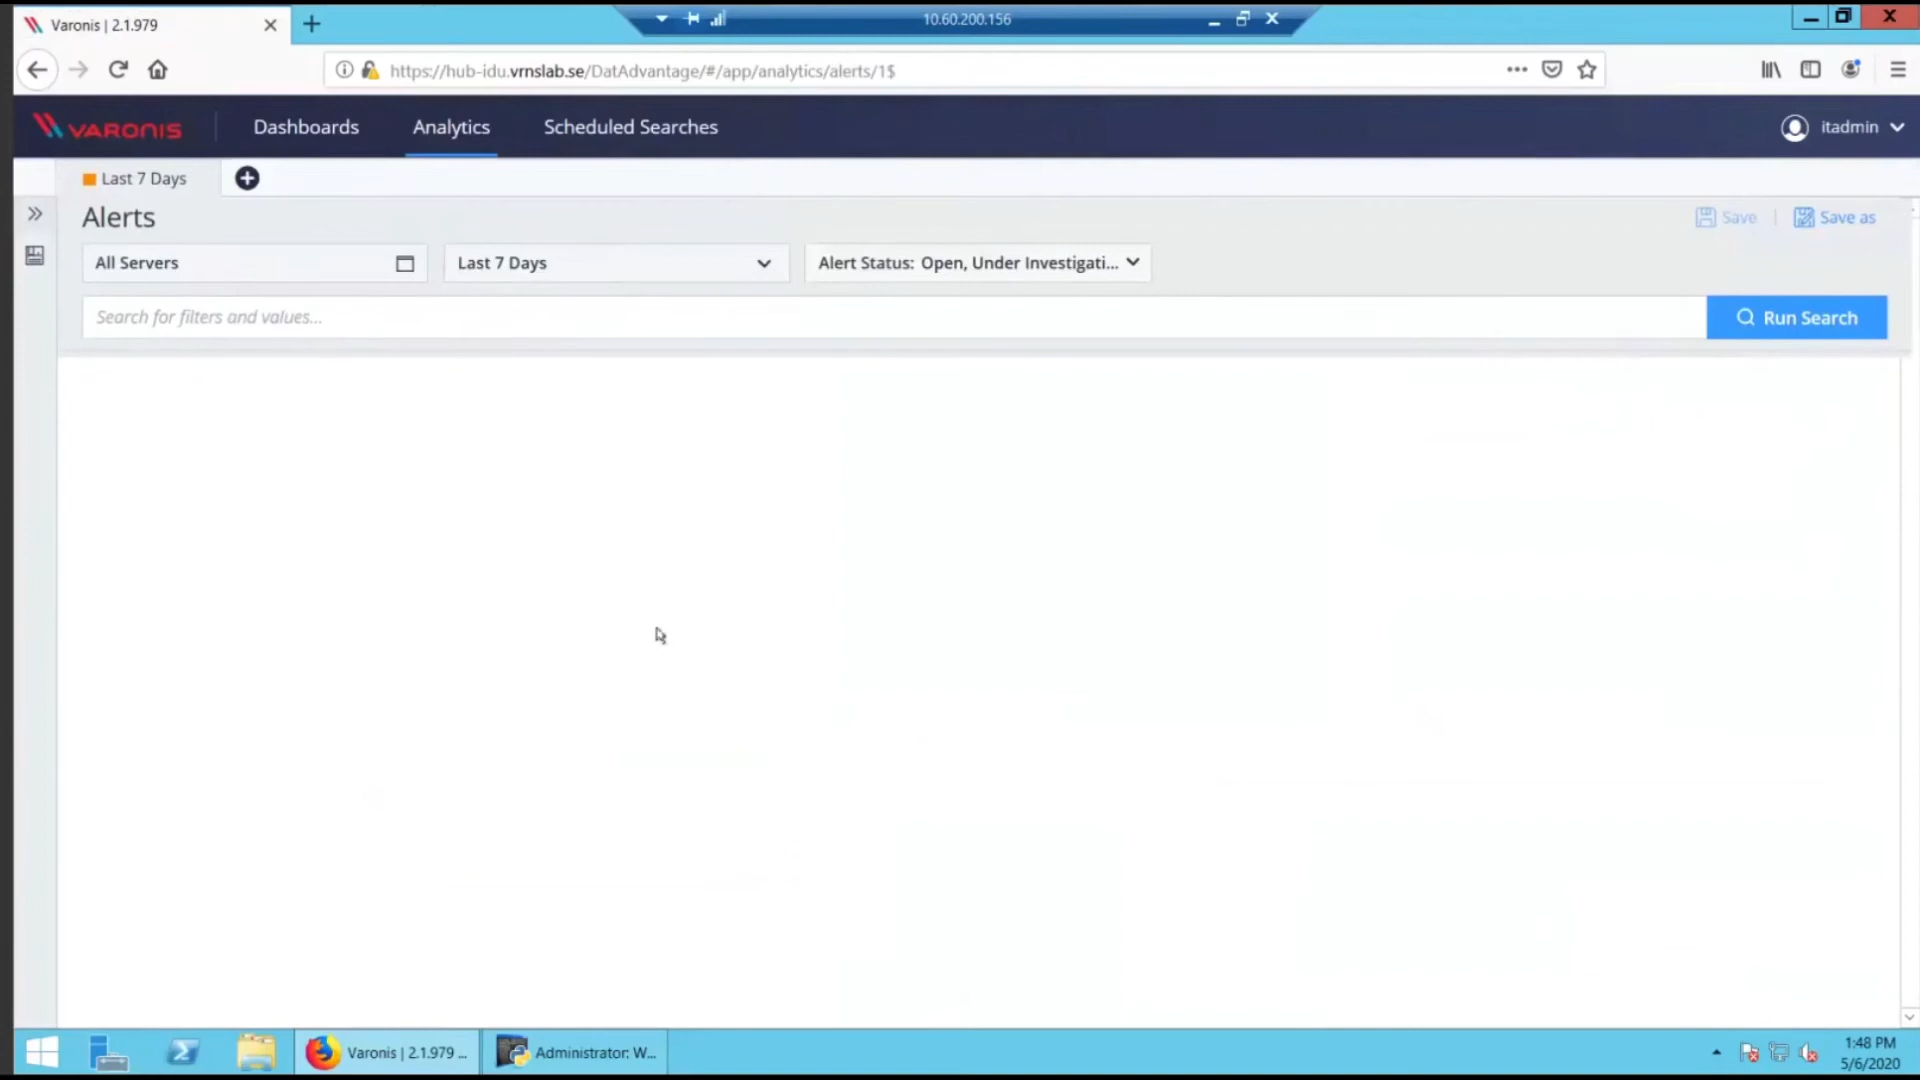 Varonis | 2.1.979
10.60.200.156
https://hub-idu.vrnslab.se/DatAdvantage/#/app/analytics/alerts/1$
VARONIS
Dashboards
Analytics
Scheduled Searches
itadmin
Last 7 Days
Alerts
Save
Save as
All Servers
Last 7 Days
Alert Status: Open, Under Investigati...
Search for filters and values...
Run Search
Varonis | 2.1.979 ...
Administrator: W...
1:48 PM
5/6/2020